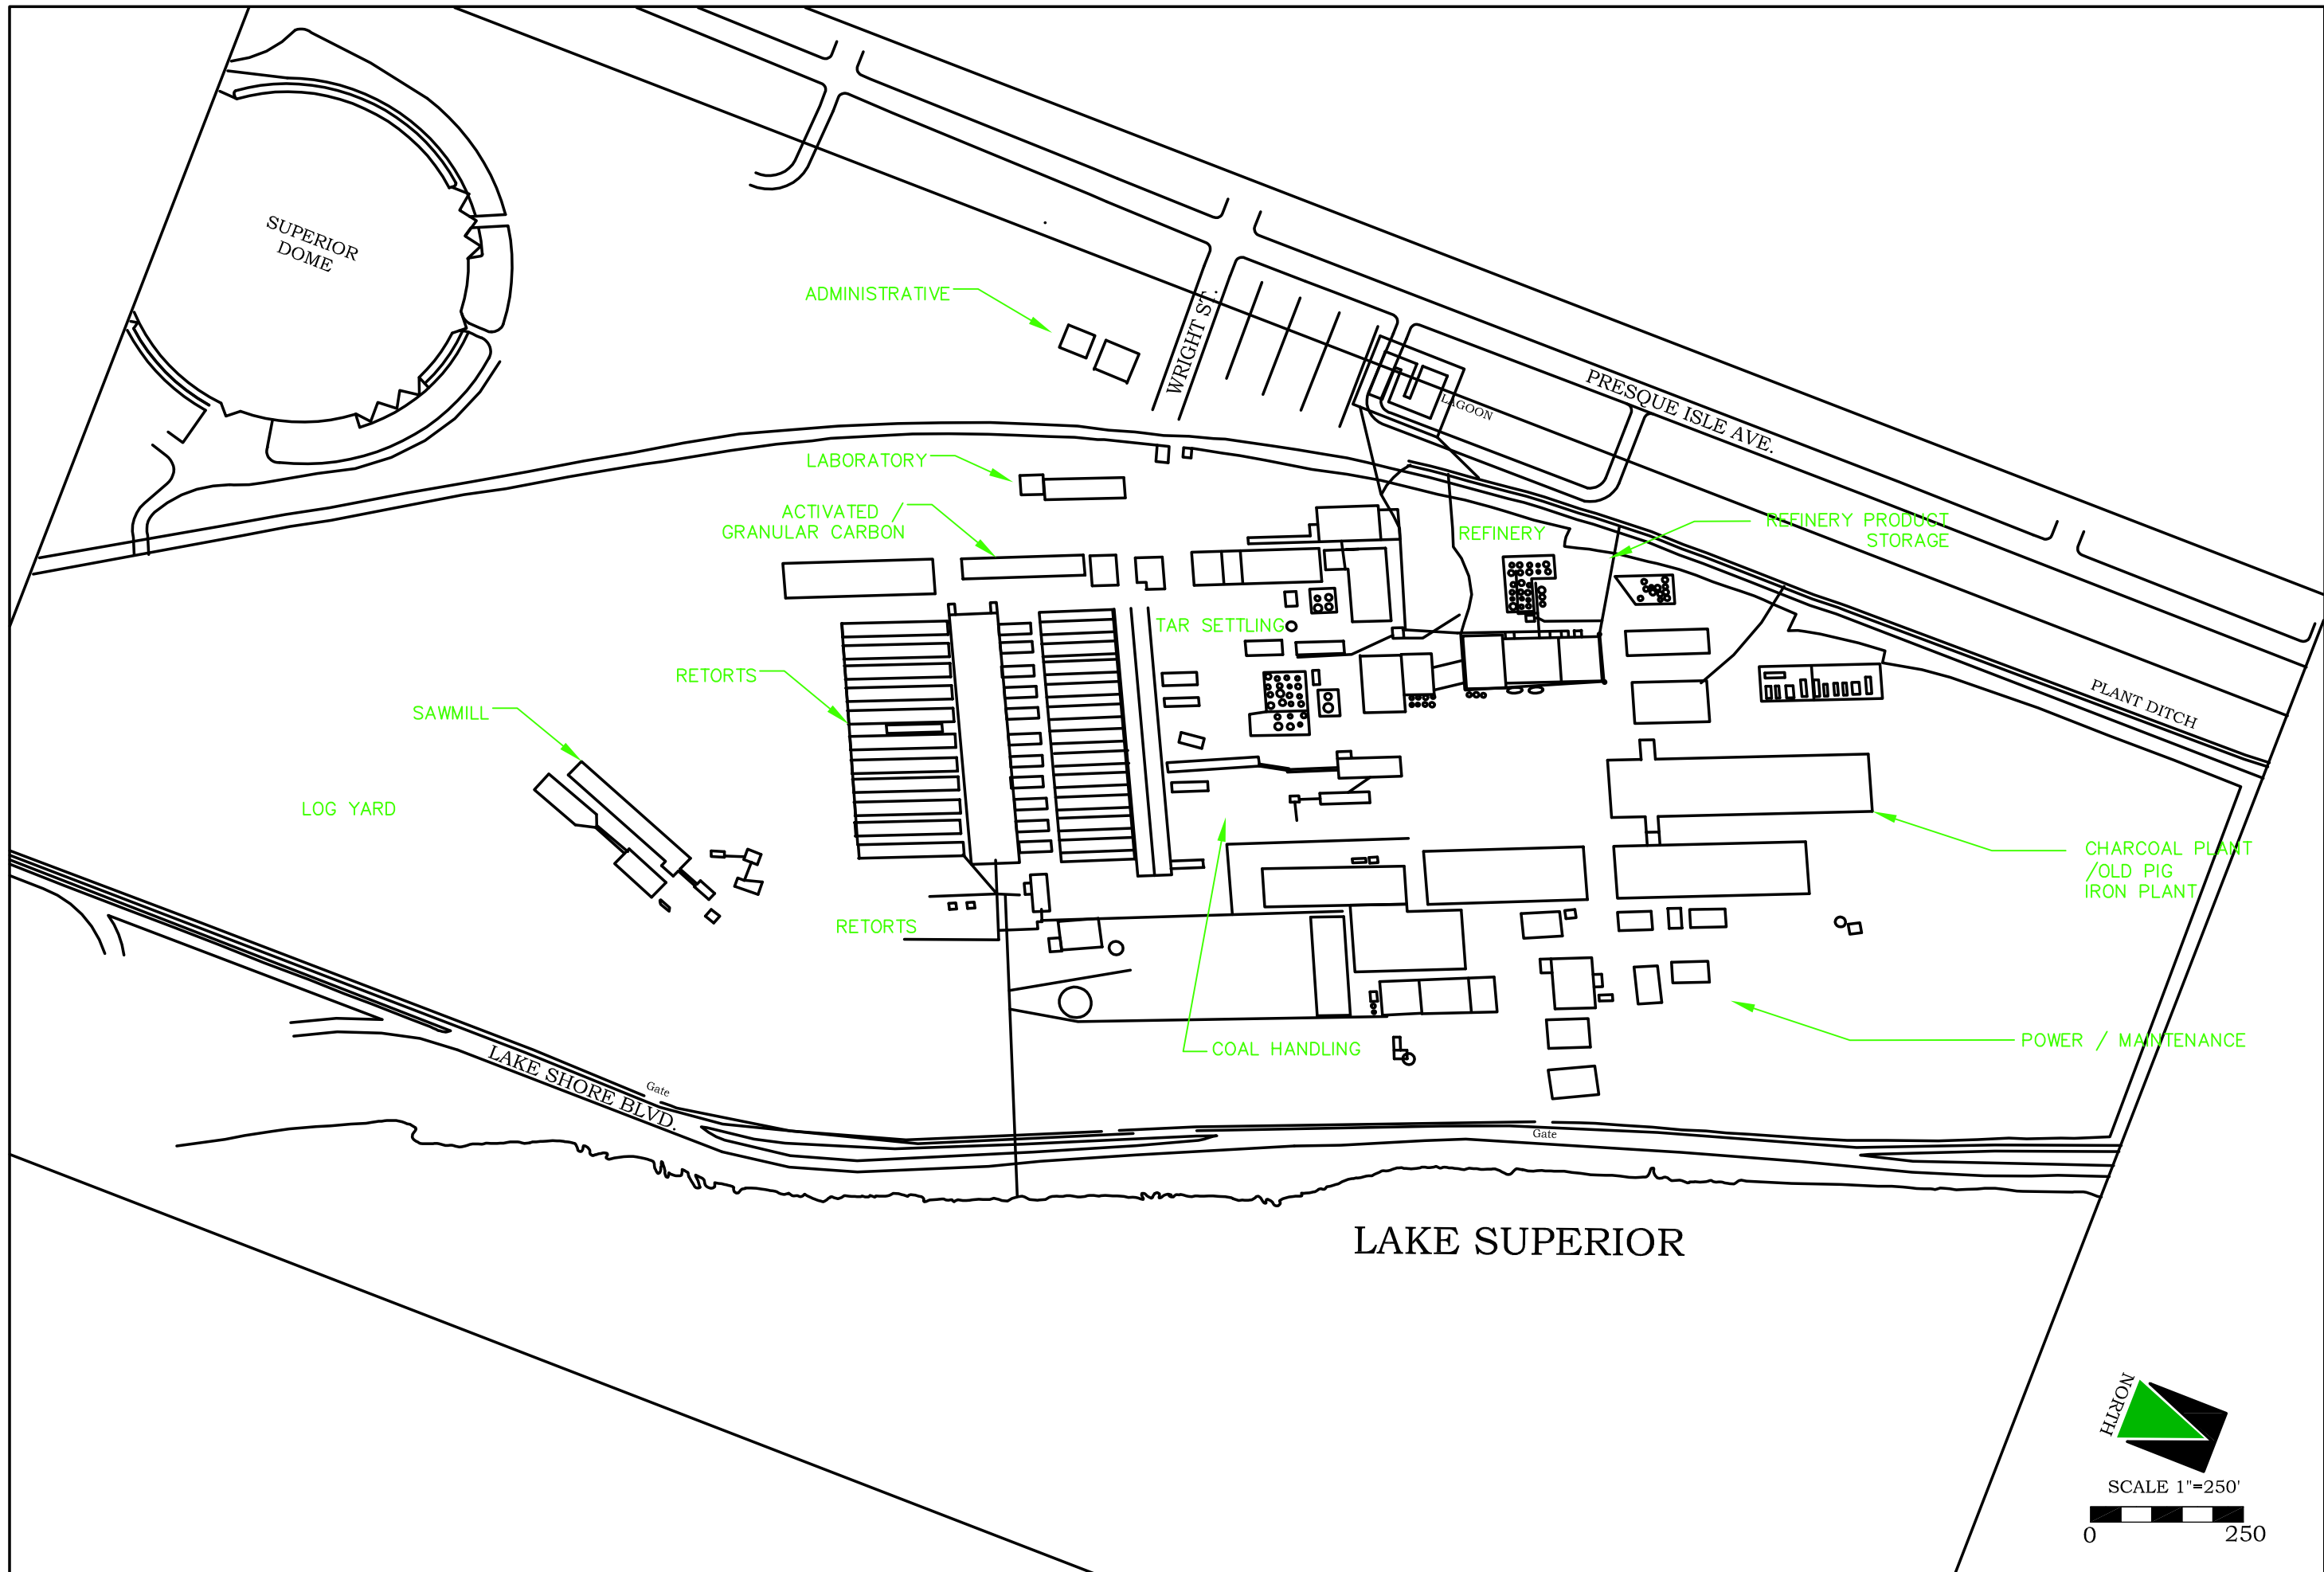 SUPERIOR
DOME
ADMINISTRATIVE
WRIGHT ST.
PRESQUE ISLE AVE.
LAGOON
LABORATORY
ACTIVATED /
GRANULAR CARBON
REFINERY
REFINERY PRODUCT
STORAGE
TAR SETTLING
RETORTS
SAWMILL
PLANT DITCH
LOG YARD
CHARCOAL PLANT
/OLD PIG
IRON PLANT
RETORTS
COAL HANDLING
POWER / MAINTENANCE
LAKE SHORE BLVD.
Gate
Gate
LAKE SUPERIOR
NORTH
SCALE 1"=250'
0 250